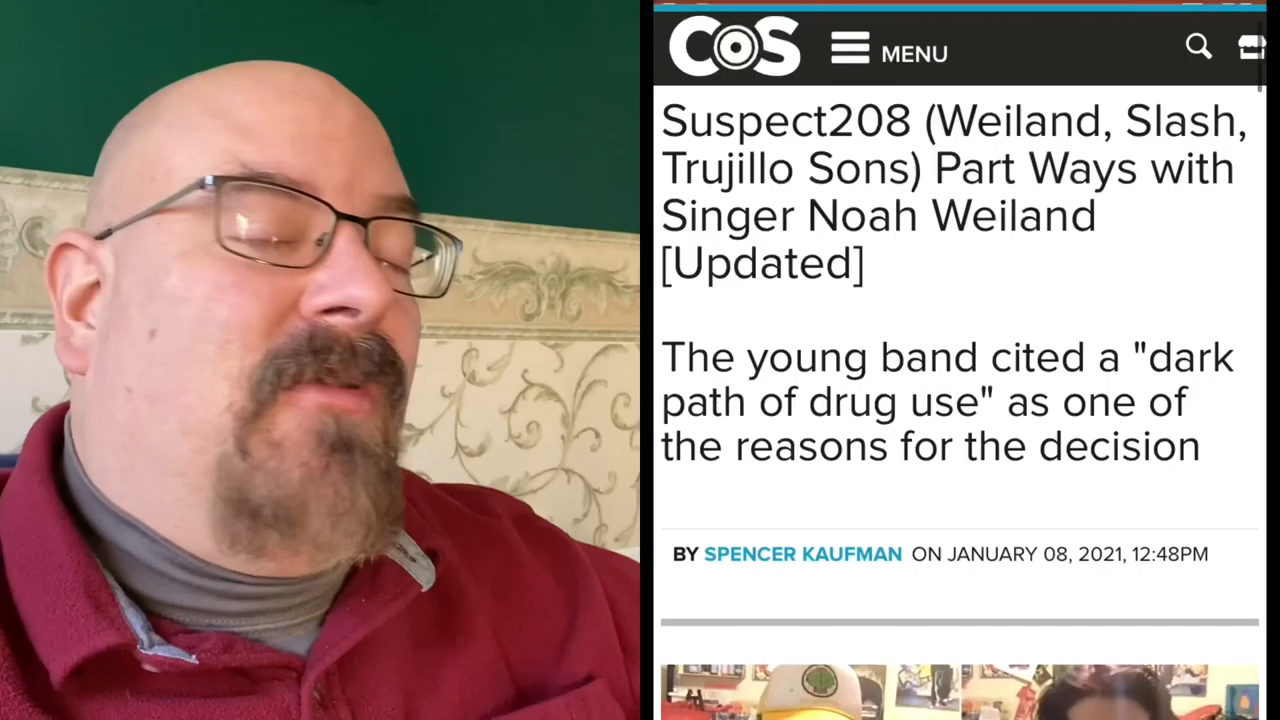 COS MENU
Suspect208 (Weiland, Slash,
Trujillo Sons) Part Ways with
Singer Noah Weiland
[Updated]
The young band cited a "dark
path of drug use" as one of
the reasons for the decision
BY SPENCER KAUFMAN ON JANUARY 08, 2021, 12:48PM